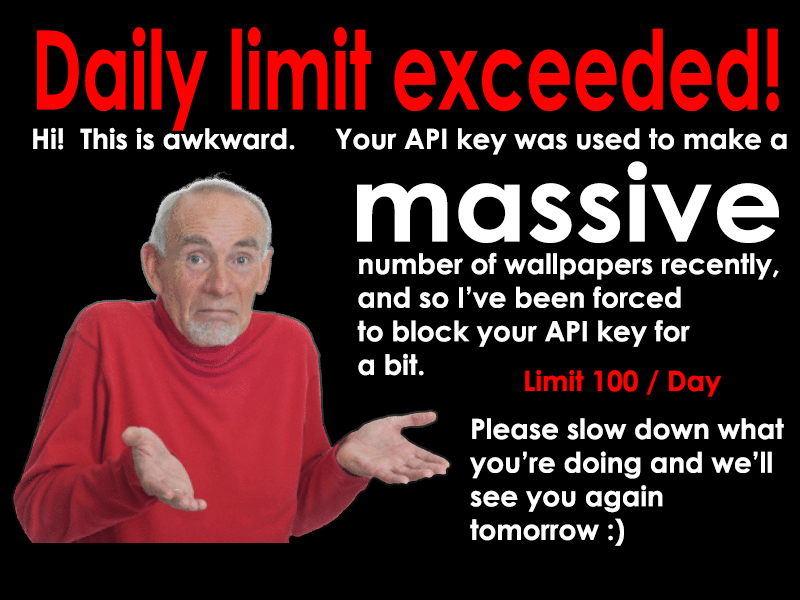 Daily limit exceeded!
Hi! This is awkward. Your API key was used to make a
massive
number of wallpapers recently,
and so I've been forced
to block your API key for
a bit.
Limit 100 / Day
Please slow down what
you're doing and we'll
see you again
tomorrow :)